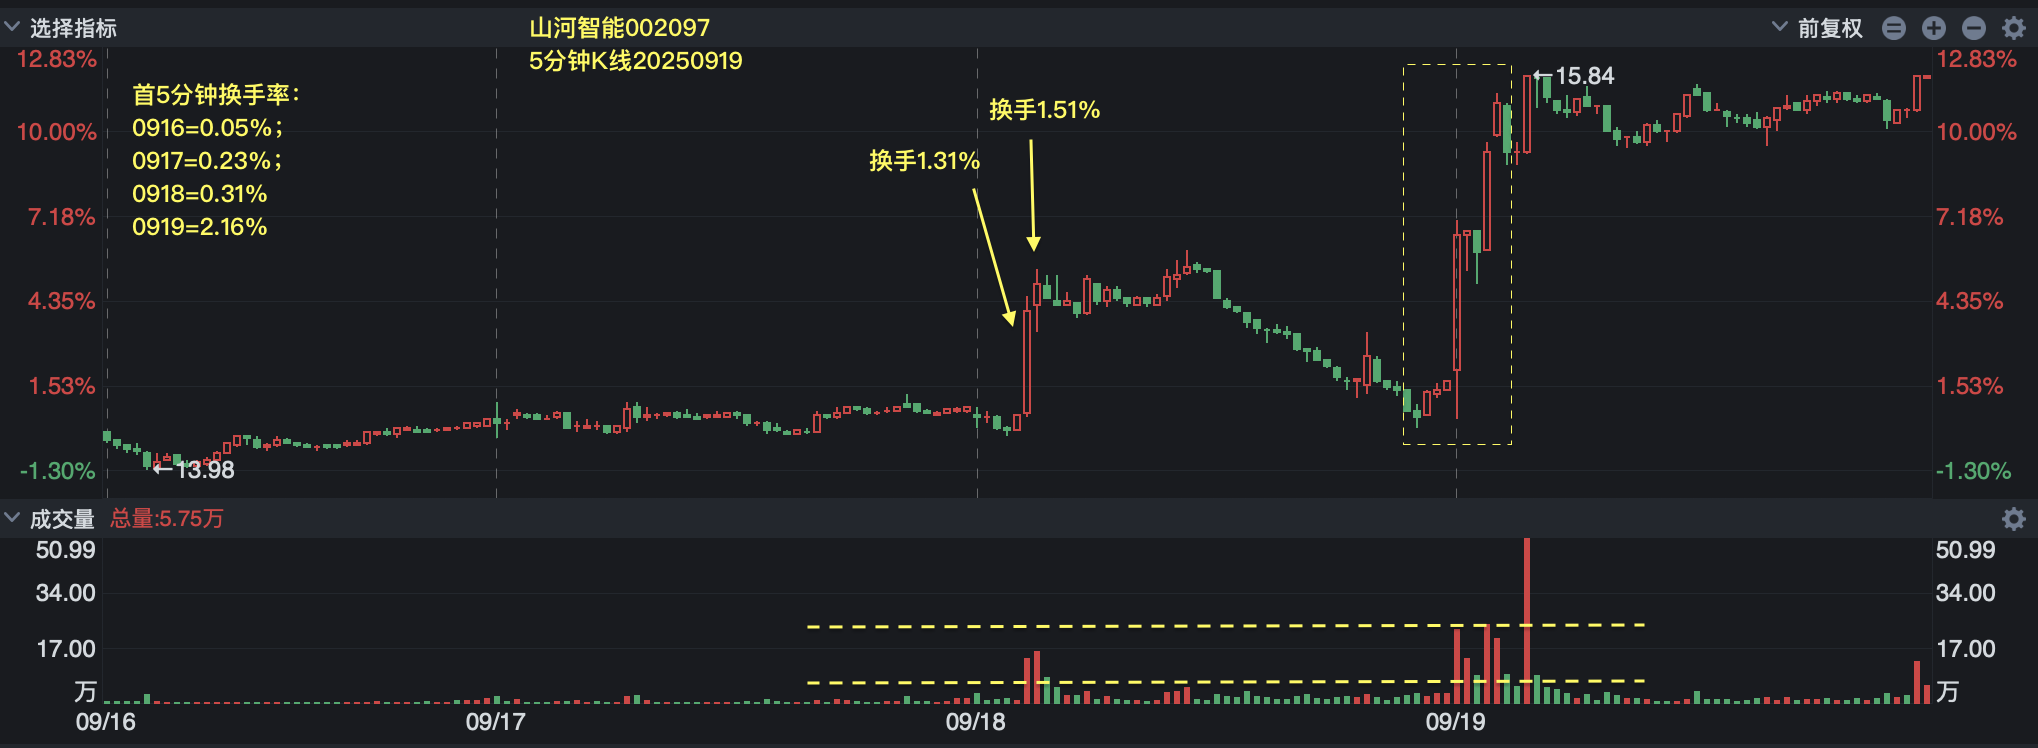 选择指标
山河智能002097
前复权
5分钟K线20250919
12.83%
12.83%
首5分钟换手率：
0916=0.05%；
0917=0.23%；
0918=0.31%
0919=2.16%
换手1.51%
换手1.31%
←15.84
10.00%
10.00%
7.18%
7.18%
4.35%
4.35%
1.53%
1.53%
-1.30%
←13.98
-1.30%
成交量 总量:5.75万
50.99
50.99
34.00
34.00
17.00
17.00
万
万
09/16
09/17
09/18
09/19